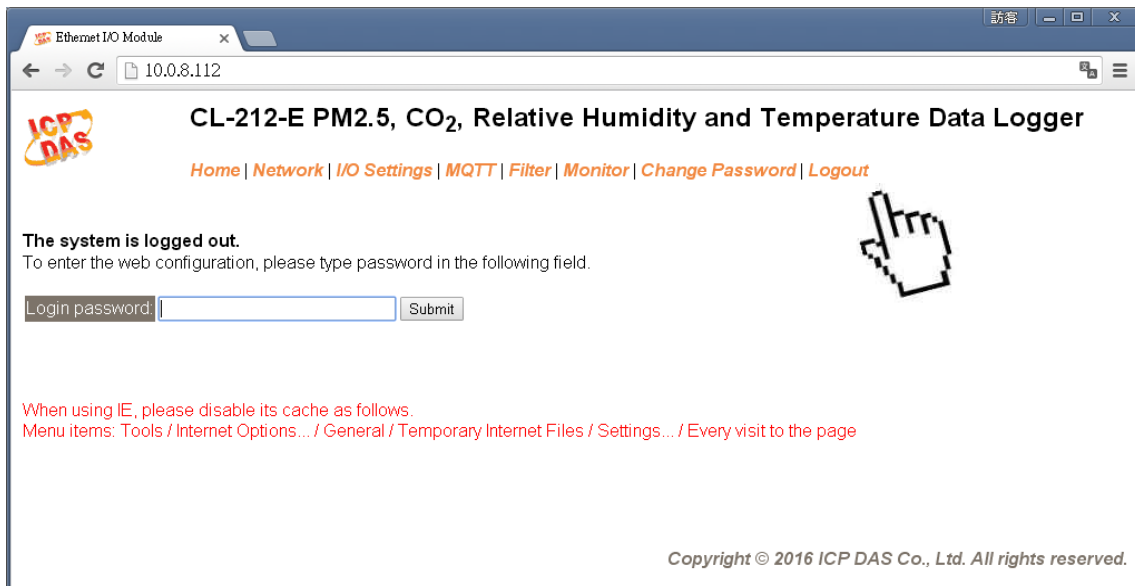 訪客
Ethernet I/O Module
10.0.8.112
ICP DAS
CL-212-E PM2.5, CO₂, Relative Humidity and Temperature Data Logger
Home | Network | I/O Settings | MQTT | Filter | Monitor | Change Password | Logout
The system is logged out.
To enter the web configuration, please type password in the following field.
Login password: Submit
When using IE, please disable its cache as follows.
Menu items: Tools / Internet Options... / General / Temporary Internet Files / Settings... / Every visit to the page
Copyright © 2016 ICP DAS Co., Ltd. All rights reserved.